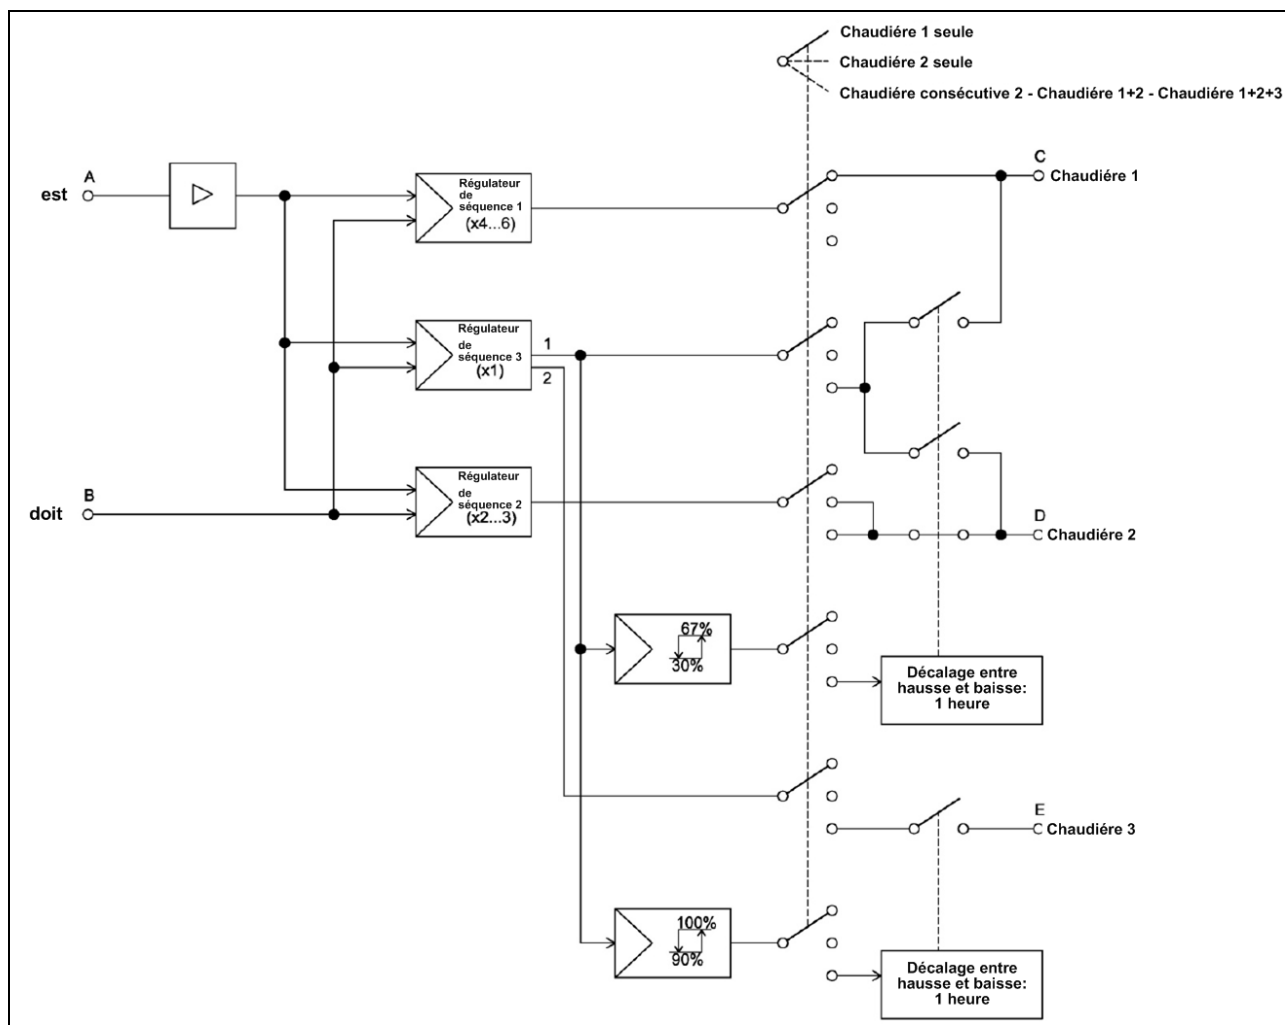 Chaudiére 1 seule
Chaudiére 2 seule
Chaudiére consécutive 2 - Chaudiére 1+2 - Chaudiére 1+2+3
A
est
Régulateur
de
séquence 1
(x4...6)
C
Chaudiére 1
Régulateur
de
séquence 3
(x1)
1
2
B
doit
Régulateur
de
séquence 2
(x2...3)
D
Chaudiére 2
67%
30%
Décalage entre
hausse et baisse:
1 heure
E
Chaudiére 3
100%
90%
Décalage entre
hausse et baisse:
1 heure